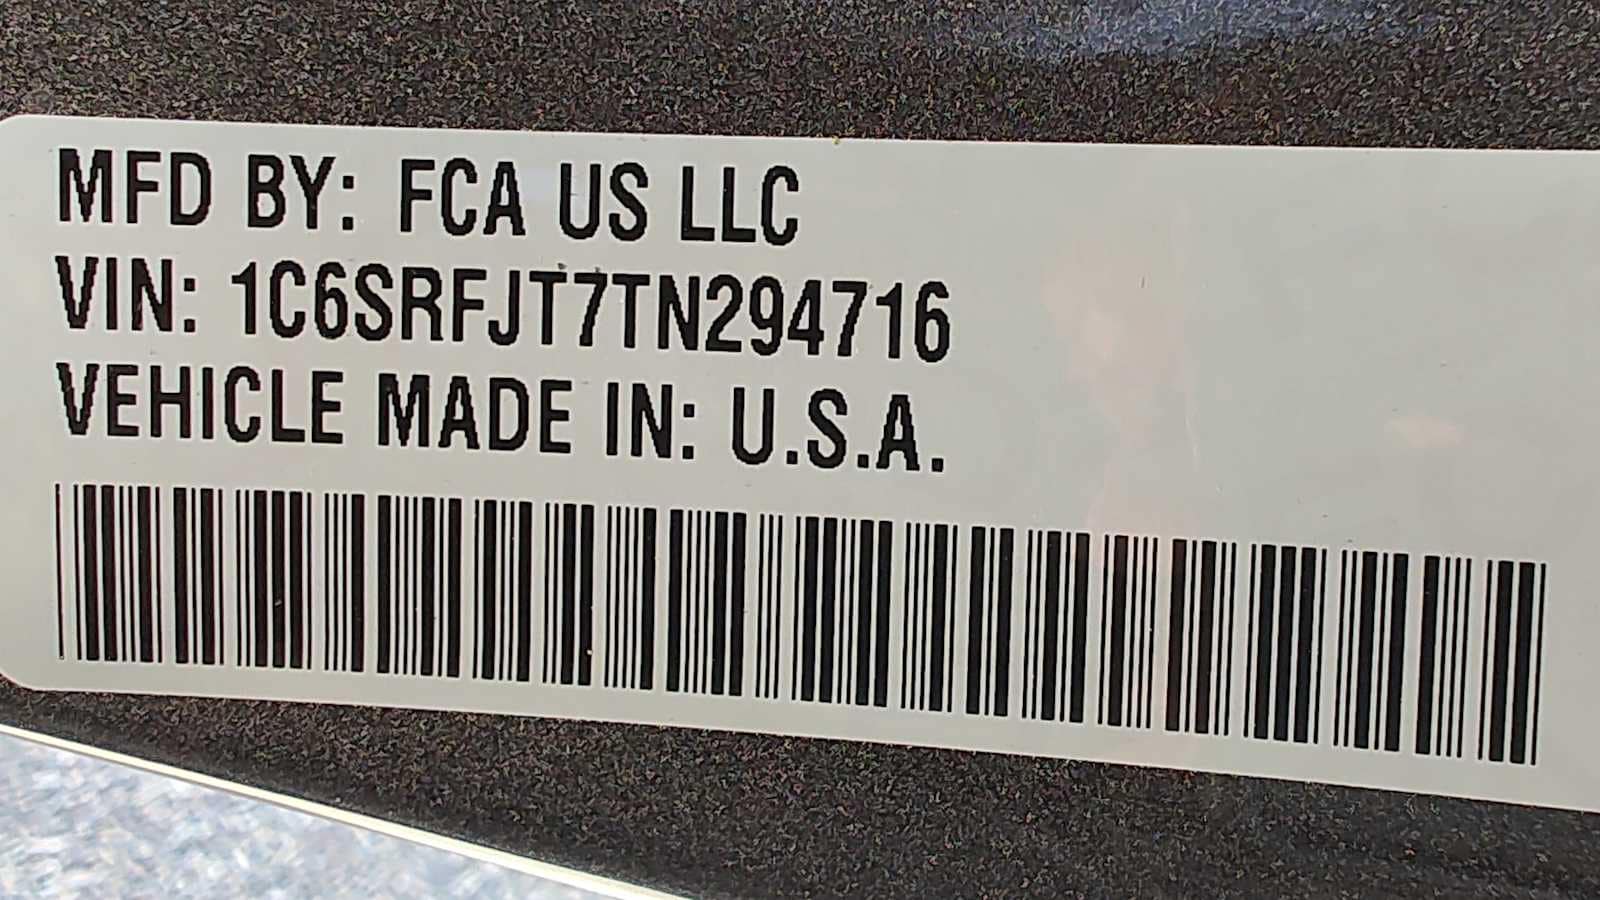 MFD BY: FCA US LLC
VIN: 1C6SRFJT7TN294716
VEHICLE MADE IN: U.S.A.